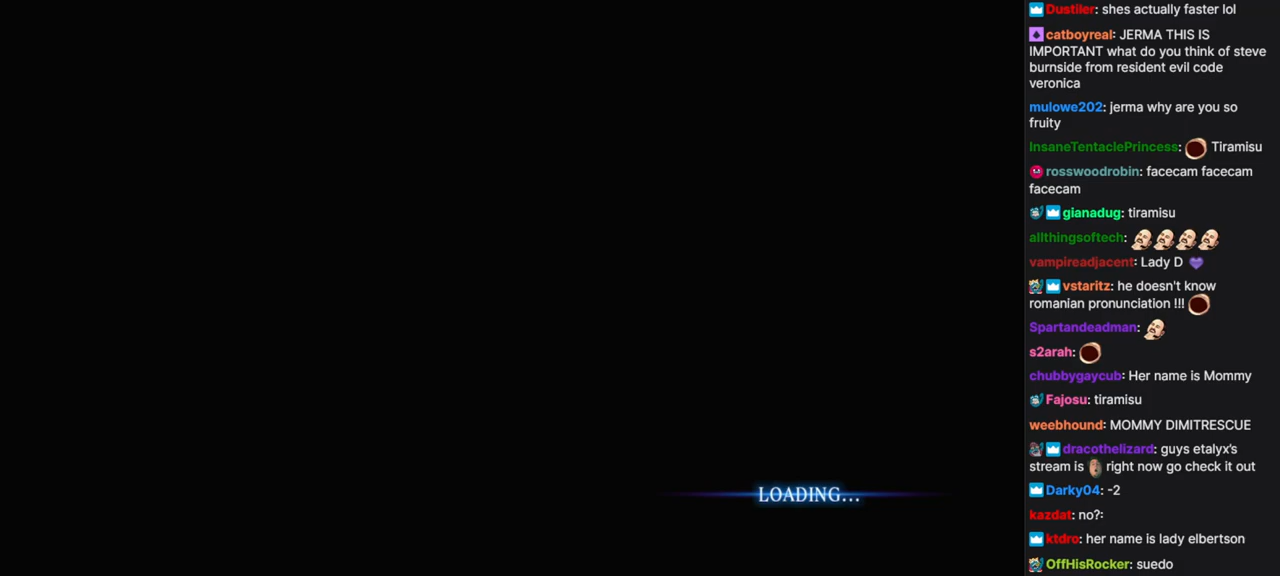 Dustiler: shes actually faster lol
catboyreal: JERMA THIS IS
IMPORTANT what do you think of steve
burnside from resident evil code
veronica
mulowe202: jerma why are you so
fruity
InsaneTentaclePrincess: Tiramisu
rosswoodrobin: facecam facecam
facecam
gianadug: tiramisu
allthingsoftech:
vampireadjacent: Lady D
vstaritz: he doesn't know
romanian pronunciation !!!
Spartandeadman:
s2arah:
chubbygaycub: Her name is Mommy
Fajosu: tiramisu
weebhound: MOMMY DIMITRESCUE
dracothelizard: guys etalyx's
stream is right now go check it out
Darky04: -2
LOADING...
kazdat: no?:
ktdro: her name is lady elbertson
OffHisRocker: suedo